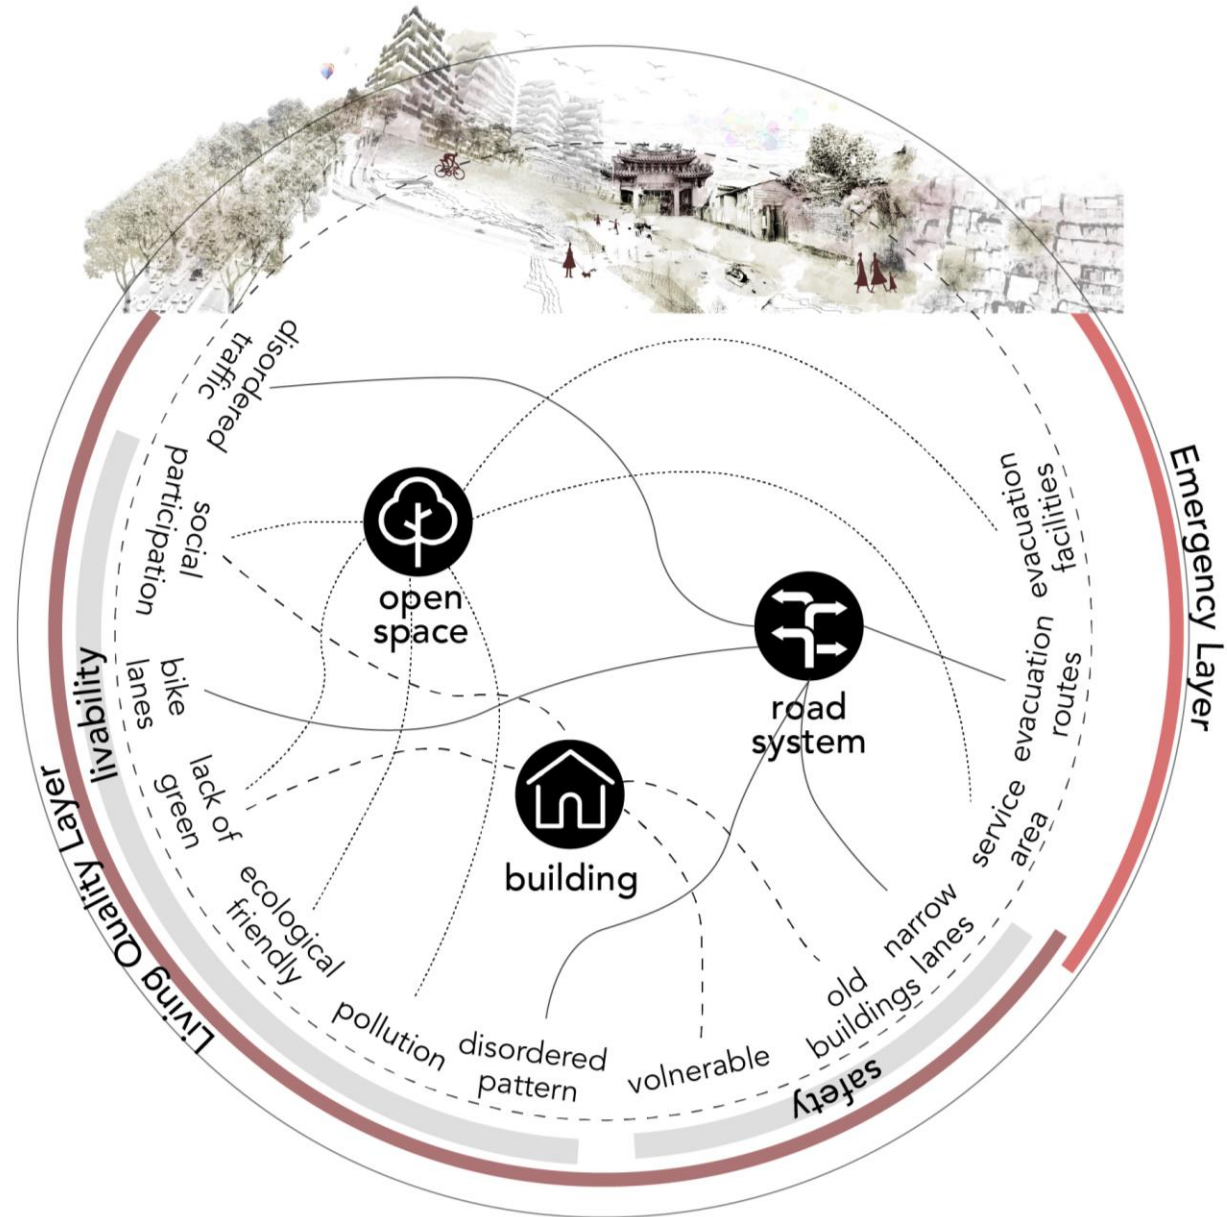 disordered
traffic
social
participation
bike
lanes
lack of
green
ecological
friendly
pollution
disordered
pattern
volnerable
old
buildings
narrow
lanes
service
area
evacuation
routes
evacuation
facilities
open
space
road
system
building
livability
safety
Living Quality Layer
Emergency Layer